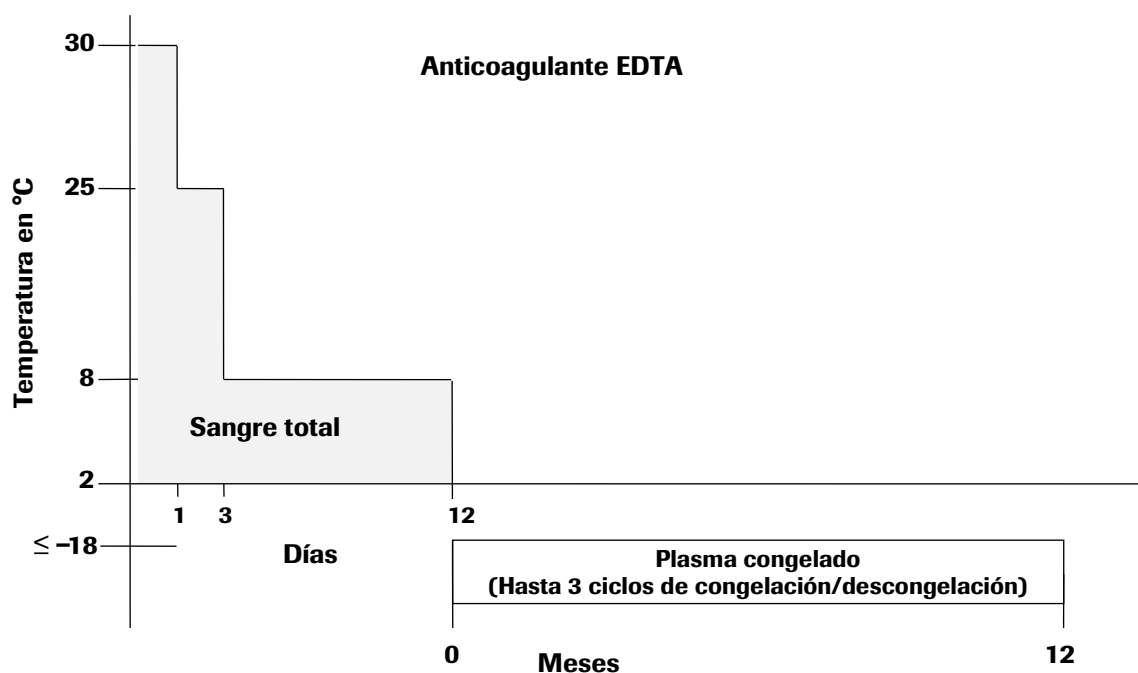 Anticoagulante EDTA
Temperatura en °C
30
25
8
2
≤ –18
Sangre total
1
3
12
Días
Plasma congelado
(Hasta 3 ciclos de congelación/descongelación)
0
12
Meses